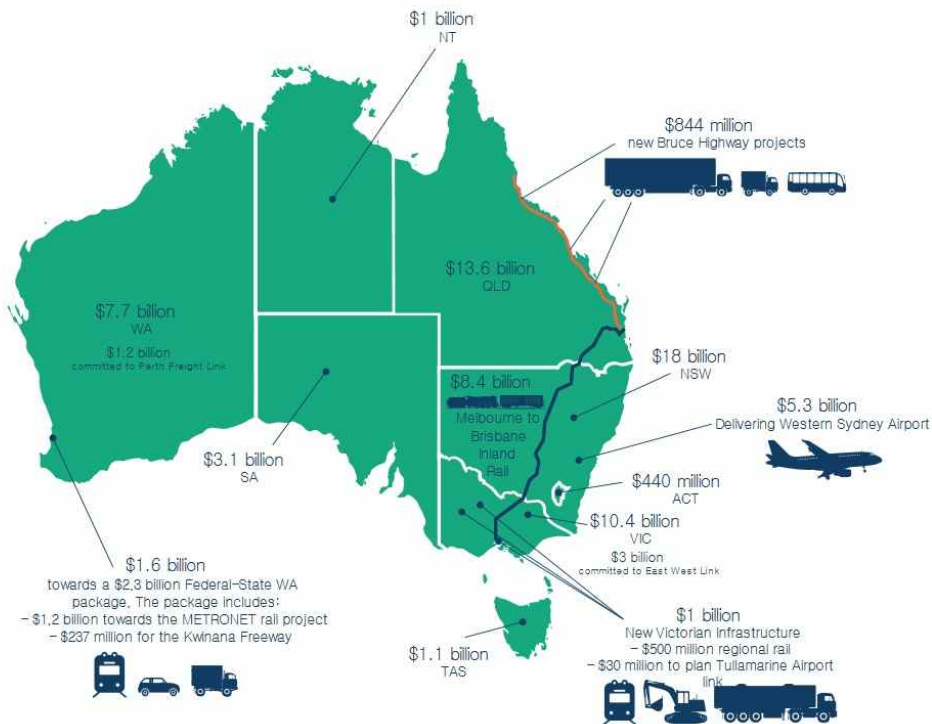 $1 billion
NT
$844 million
new Bruce Highway projects
$13.6 billion
QLD
$7.7 billion
WA
$1.2 billion
committed to Perth Freight Link
$18 billion
NSW
$8.4 billion
Melbourne to
Brisbane
Inland
Rail
$5.3 billion
Delivering Western Sydney Airport
$3.1 billion
SA
$440 million
ACT
$10.4 billion
VIC
$3 billion
committed to East West Link
$1.6 billion
towards a $2.3 billion Federal-State WA
package. The package includes:
- $1.2 billion towards the METRONET rail project
- $237 million for the Kwinana Freeway
$1.1 billion
TAS
$1 billion
New Victorian Infrastructure
- $500 million regional rail
- $30 million to plan Tullamarine Airport
link